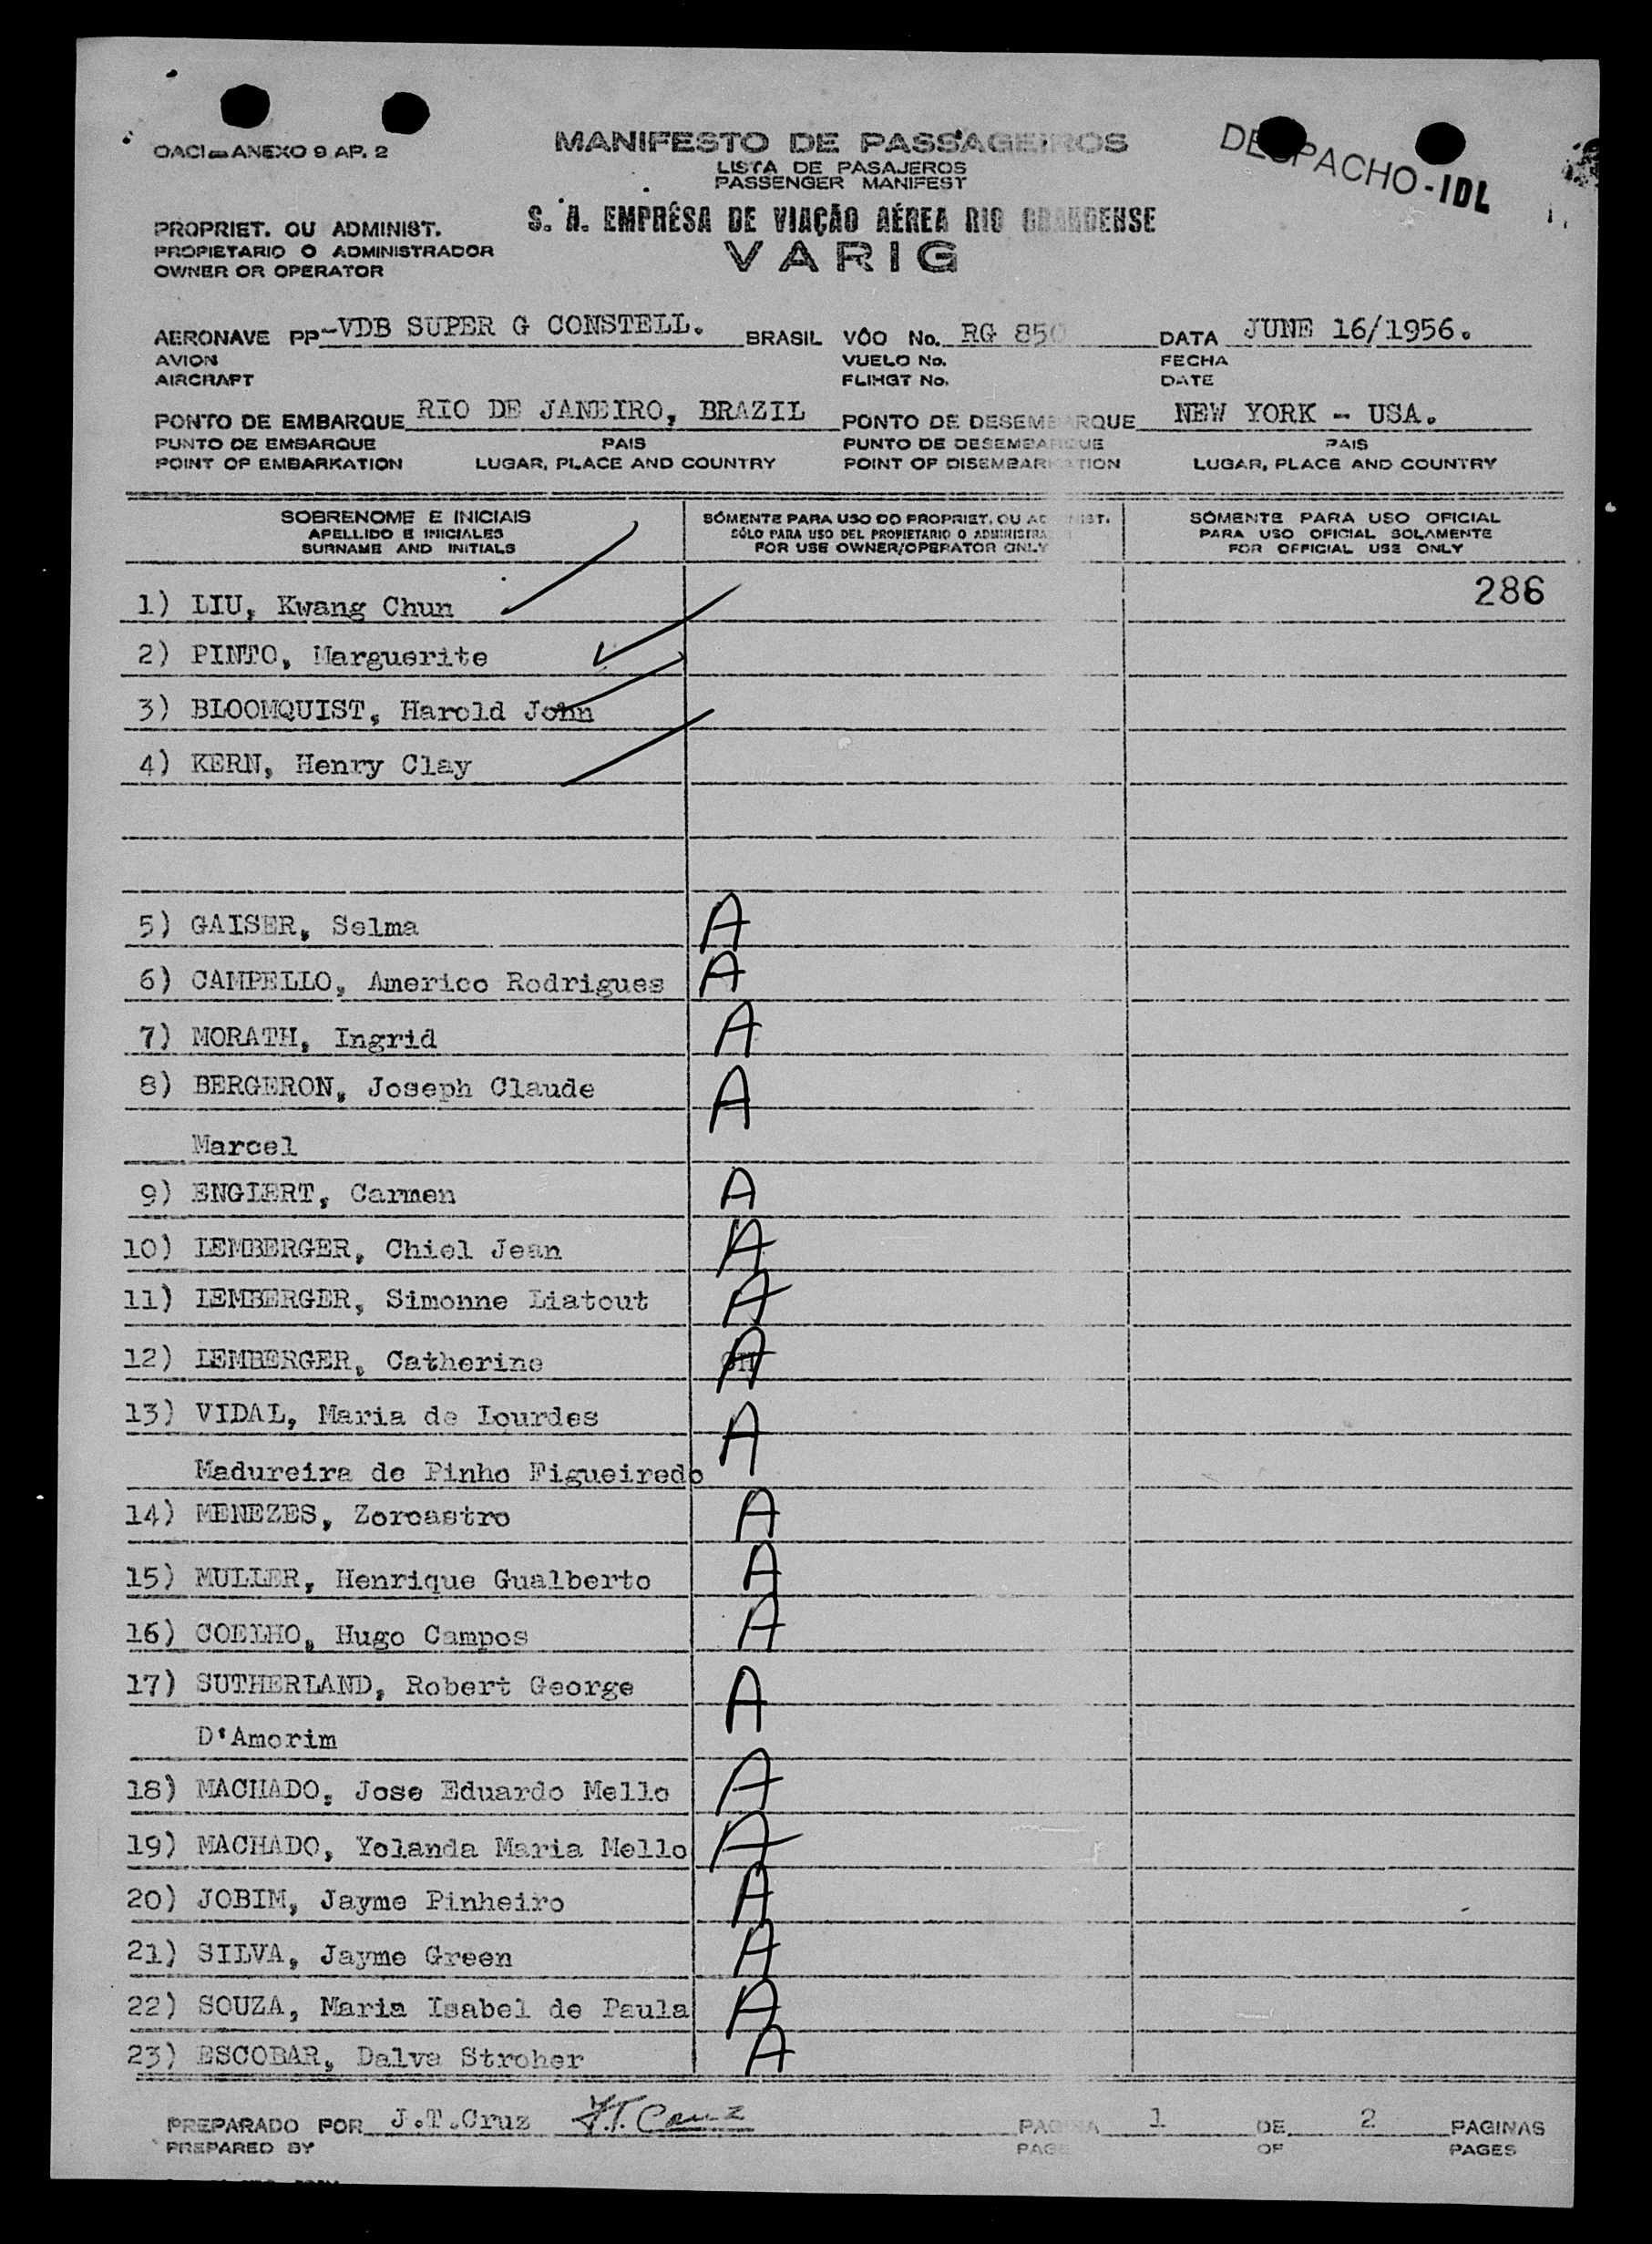 OACI - ANEXO 9 AP. 2
MANIFESTO DE PASSAGEIROS
LISTA DE PASAJEROS
PASSENGER MANIFEST
DESPACHO-IDL
S. A. EMPRÊSA DE VIAÇÃO AÉREA RIO GRANDENSE
VARIG
PROPRIET. OU ADMINIST.
PROPIETARIO O ADMINISTRADOR
OWNER OR OPERATOR
AERONAVE PP-VDB SUPER G CONSTELL. BRASIL VÔO No. RG 850 DATA JUNE 16/1956.
AVION VUELO No. FECHA
AIRCRAFT FLIHGT No. DATE
PONTO DE EMBARQUE RIO DE JANEIRO, BRAZIL PONTO DE DESEMBARQUE NEW YORK - USA.
PUNTO DE EMBARQUE PAIS PUNTO DE DESEMBARQUE PAIS
POINT OF EMBARKATION LUGAR, PLACE AND COUNTRY POINT OF DISEMBARKATION LUGAR, PLACE AND COUNTRY
SOBRENOME E INICIAIS SÓMENTE PARA USO DO PROPRIET. OU ADMINIST. SÓMENTE PARA USO OFICIAL
APELLIDO E INICIALES SÓLO PARA USO DEL PROPIETARIO O ADMINISTRA PARA USO OFICIAL SOLAMENTE
SURNAME AND INITIALS FOR USE OWNER/OPERATOR ONLY FOR OFFICIAL USE ONLY
286
1) LIU, Kwang Chun
2) PINTO, Marguerite
3) BLOOMQUIST, Harold John
4) KERN, Henry Clay
5) GAISER, Selma A
6) CAMPELLO, Americo Rodrigues A
7) MORATH, Ingrid A
8) BERGERON, Joseph Claude A
Marcel
9) ENGLERT, Carmen A
10) LEMBERGER, Chiel Jean A
11) LEMBERGER, Simonne Liatout A
12) LEMBERGER, Catherine A
13) VIDAL, Maria de Lourdes A
Madureira de Pinho Figueiredo
14) MENEZES, Zoroastro A
15) MULLER, Henrique Gualberto A
16) COELHO, Hugo Campos A
17) SUTHERLAND, Robert George A
D'Amorim
18) MACHADO, Jose Eduardo Mello A
19) MACHADO, Yolanda Maria Mello A
20) JOBIM, Jayme Pinheiro A
21) SILVA, Jayme Green A
22) SOUZA, Maria Isabel de Paula A
23) ESCOBAR, Dalva Stroher A
PREPARADO POR J.T.Cruz J.T. Cruz PAGINA 1 DE 2 PAGINAS
PREPARED BY PAGE OF PAGES